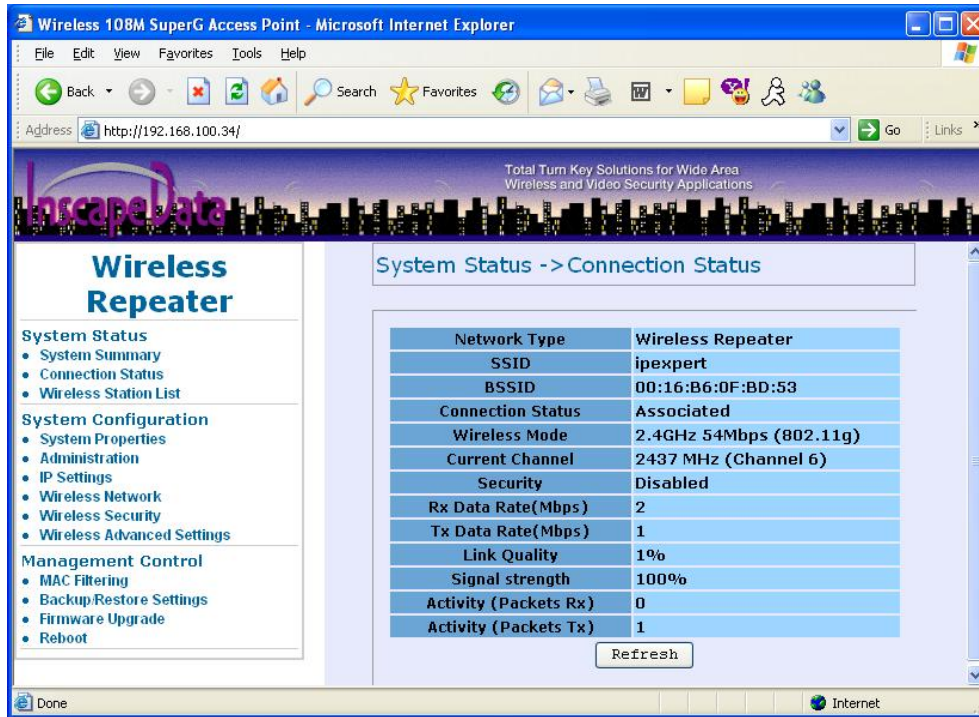 Wireless 108M SuperG Access Point - Microsoft Internet Explorer
File Edit View Favorites Tools Help
Back Search Favorites
Address http://192.168.100.34/ Go Links »
InscapeData
Total Turn Key Solutions for Wide Area
Wireless and Video Security Applications
Wireless
Repeater
System Status
• System Summary
• Connection Status
• Wireless Station List
System Configuration
• System Properties
• Administration
• IP Settings
• Wireless Network
• Wireless Security
• Wireless Advanced Settings
Management Control
• MAC Filtering
• Backup/Restore Settings
• Firmware Upgrade
• Reboot
System Status ->Connection Status
Network Type Wireless Repeater
SSID ipexpert
BSSID 00:16:B6:0F:BD:53
Connection Status Associated
Wireless Mode 2.4GHz 54Mbps (802.11g)
Current Channel 2437 MHz (Channel 6)
Security Disabled
Rx Data Rate(Mbps) 2
Tx Data Rate(Mbps) 1
Link Quality 1%
Signal strength 100%
Activity (Packets Rx) 0
Activity (Packets Tx) 1
Refresh
Done Internet